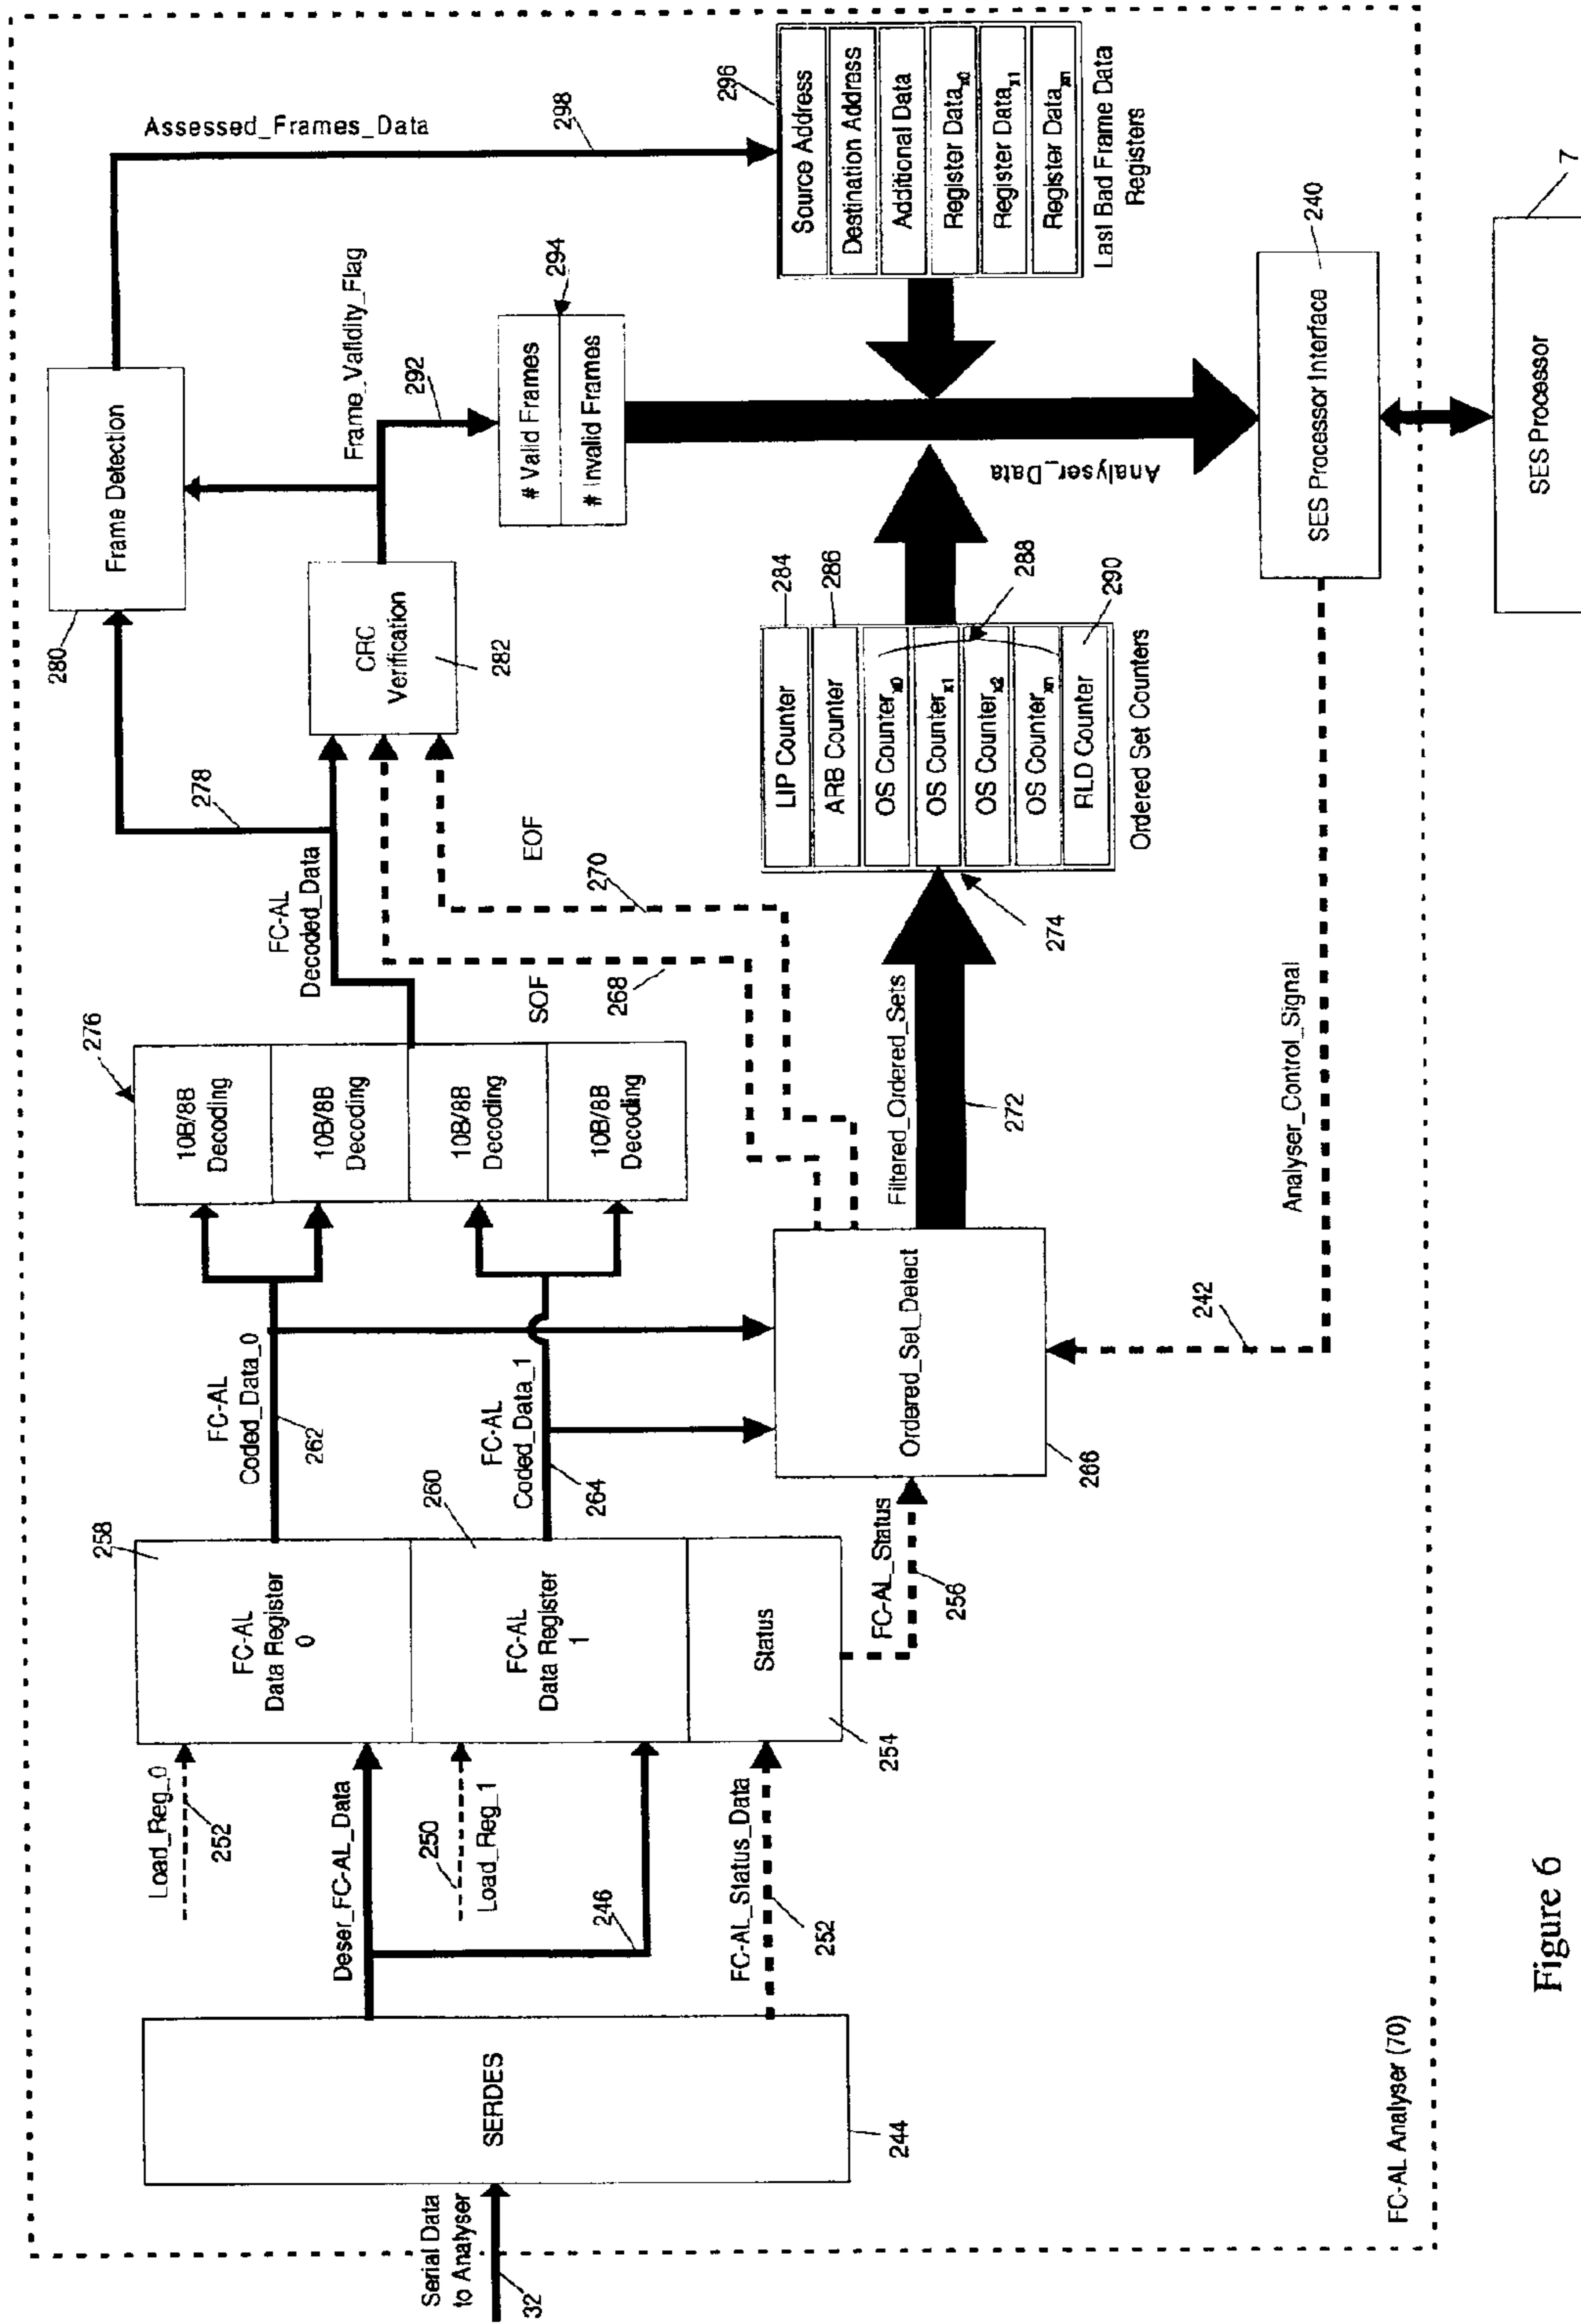 Serial Data
to Analyser
32
SERDES
244
Deser_FC-AL_Data
246
FC-AL_Status_Data
252
Load_Reg_0
252
250
Load_Reg_1
258
FC-AL
Data Register
0
260
FC-AL
Data Register
1
Status
254
FC-AL_Status
256
FC-AL
Coded_Data_0
262
FC-AL
Coded_Data_1
264
Ordered_Set_Detect
266
276
10B/8B
Decoding
10B/8B
Decoding
10B/8B
Decoding
10B/8B
Decoding
FC-AL
Decoded_Data
278
SOF
268
EOF
270
Filtered_Ordered_Sets
272
274
280
Frame Detection
CRC
Verification
282
Frame_Validity_Flag
292
# Valid Frames
# Invalid Frames
294
Assessed_Frames_Data
298
296
Source Address
Destination Address
Additional Data
Register Data x0
Register Data x1
Register Data xn
Last Bad Frame Data
Registers
LIP Counter
ARB Counter
OS Counter x0
OS Counter x1
OS Counter x2
OS Counter xn
RLD Counter
284
286
288
290
Ordered Set Counters
Analyser_Data
SES Processor Interface
240
Analyser_Control_Signal
242
SES Processor
7
FC-AL Analyser (70)
Figure 6